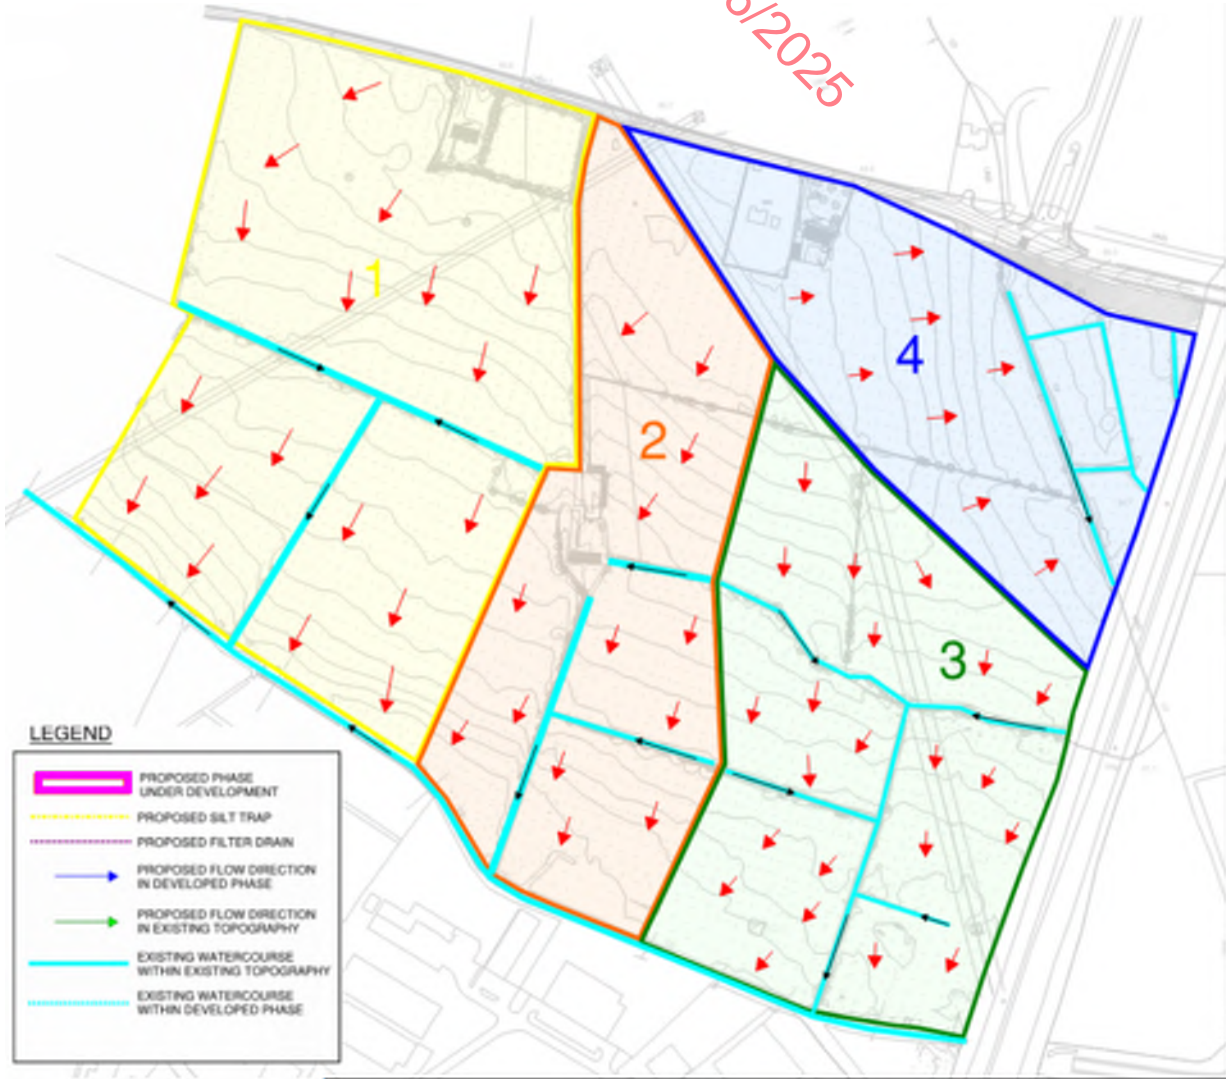 6/2025
1
2
3
4
LEGEND
PROPOSED PHASE
UNDER DEVELOPMENT
PROPOSED SILT TRAP
PROPOSED FILTER DRAIN
PROPOSED FLOW DIRECTION
IN DEVELOPED PHASE
PROPOSED FLOW DIRECTION
IN EXISTING TOPOGRAPHY
EXISTING WATERCOURSE
WITHIN EXISTING TOPOGRAPHY
EXISTING WATERCOURSE
WITHIN DEVELOPED PHASE